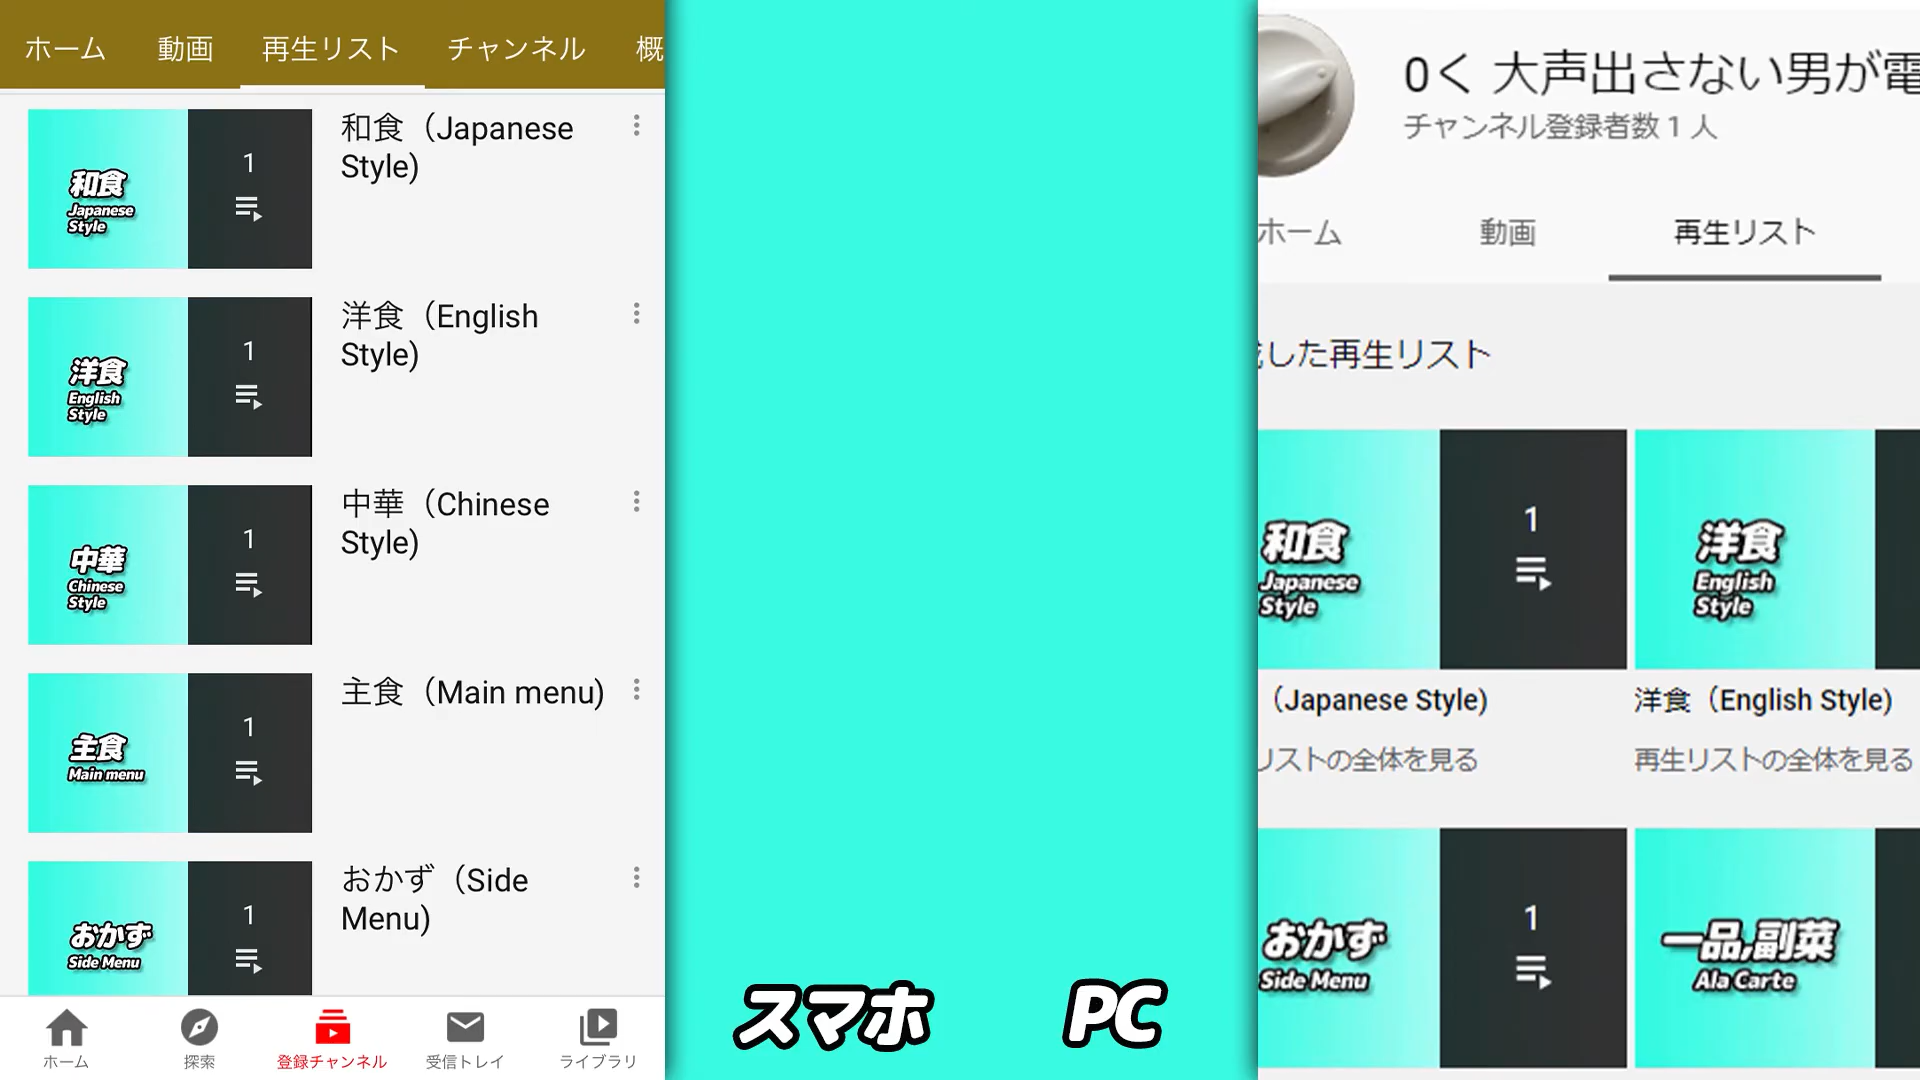 ホーム 動画 再生リスト チャンネル 概
和食
Japanese
Style
1
和食（Japanese
Style)
洋食
English
Style
1
洋食（English
Style)
中華
Chinese
Style
1
中華（Chinese
Style)
主食
Main menu
1
主食（Main menu)
おかず
Side Menu
1
おかず（Side
Menu)
ホーム 探索 登録チャンネル 受信トレイ ライブラリ
スマホ PC
0く 大声出さない男が電
チャンネル登録者数 1 人
ホーム 動画 再生リスト
した再生リスト
和食
Japanese
Style
1
洋食
English
Style
（Japanese Style)
洋食（English Style)
リストの全体を見る
再生リストの全体を見る
おかず
Side Menu
1
一品,副菜
Ala Carte